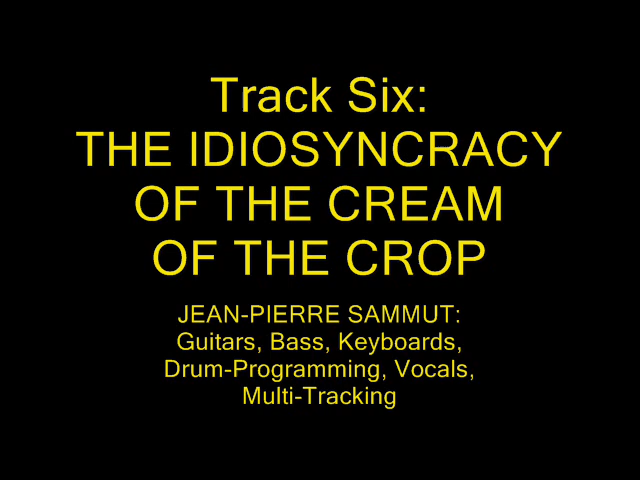 Track Six:
THE IDIOSYNCRACY
OF THE CREAM
OF THE CROP
JEAN-PIERRE SAMMUT:
Guitars, Bass, Keyboards,
Drum-Programming, Vocals,
Multi-Tracking